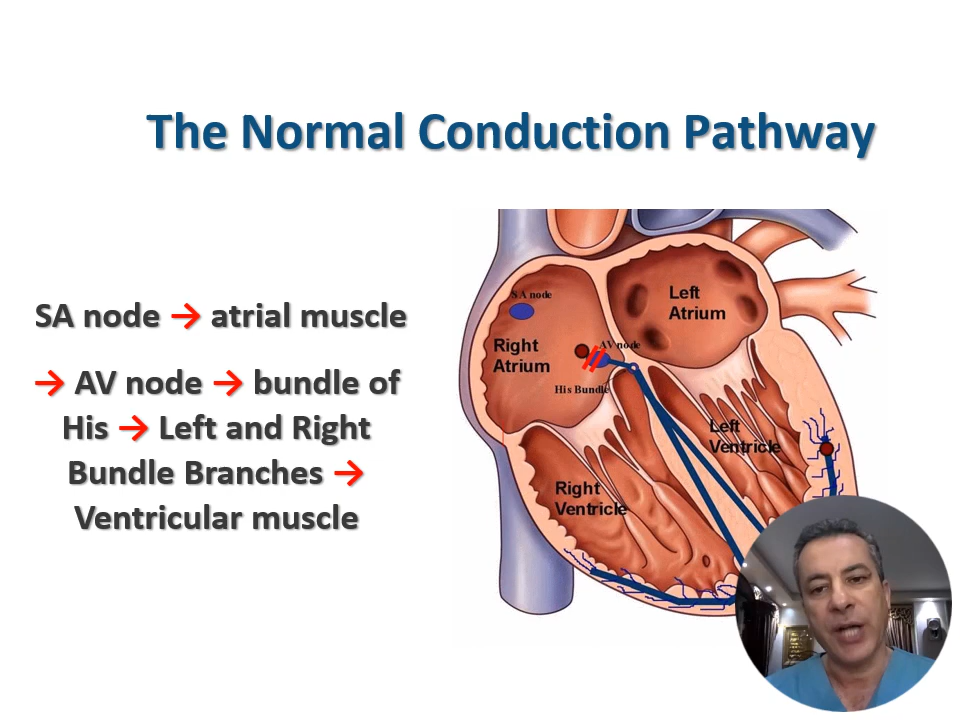 The Normal Conduction Pathway
SA node → atrial muscle
→ AV node → bundle of
His → Left and Right
Bundle Branches →
Ventricular muscle
SA node
Left
Atrium
Right
Atrium
AV node
His Bundle
Left
Ventricle
Right
Ventricle